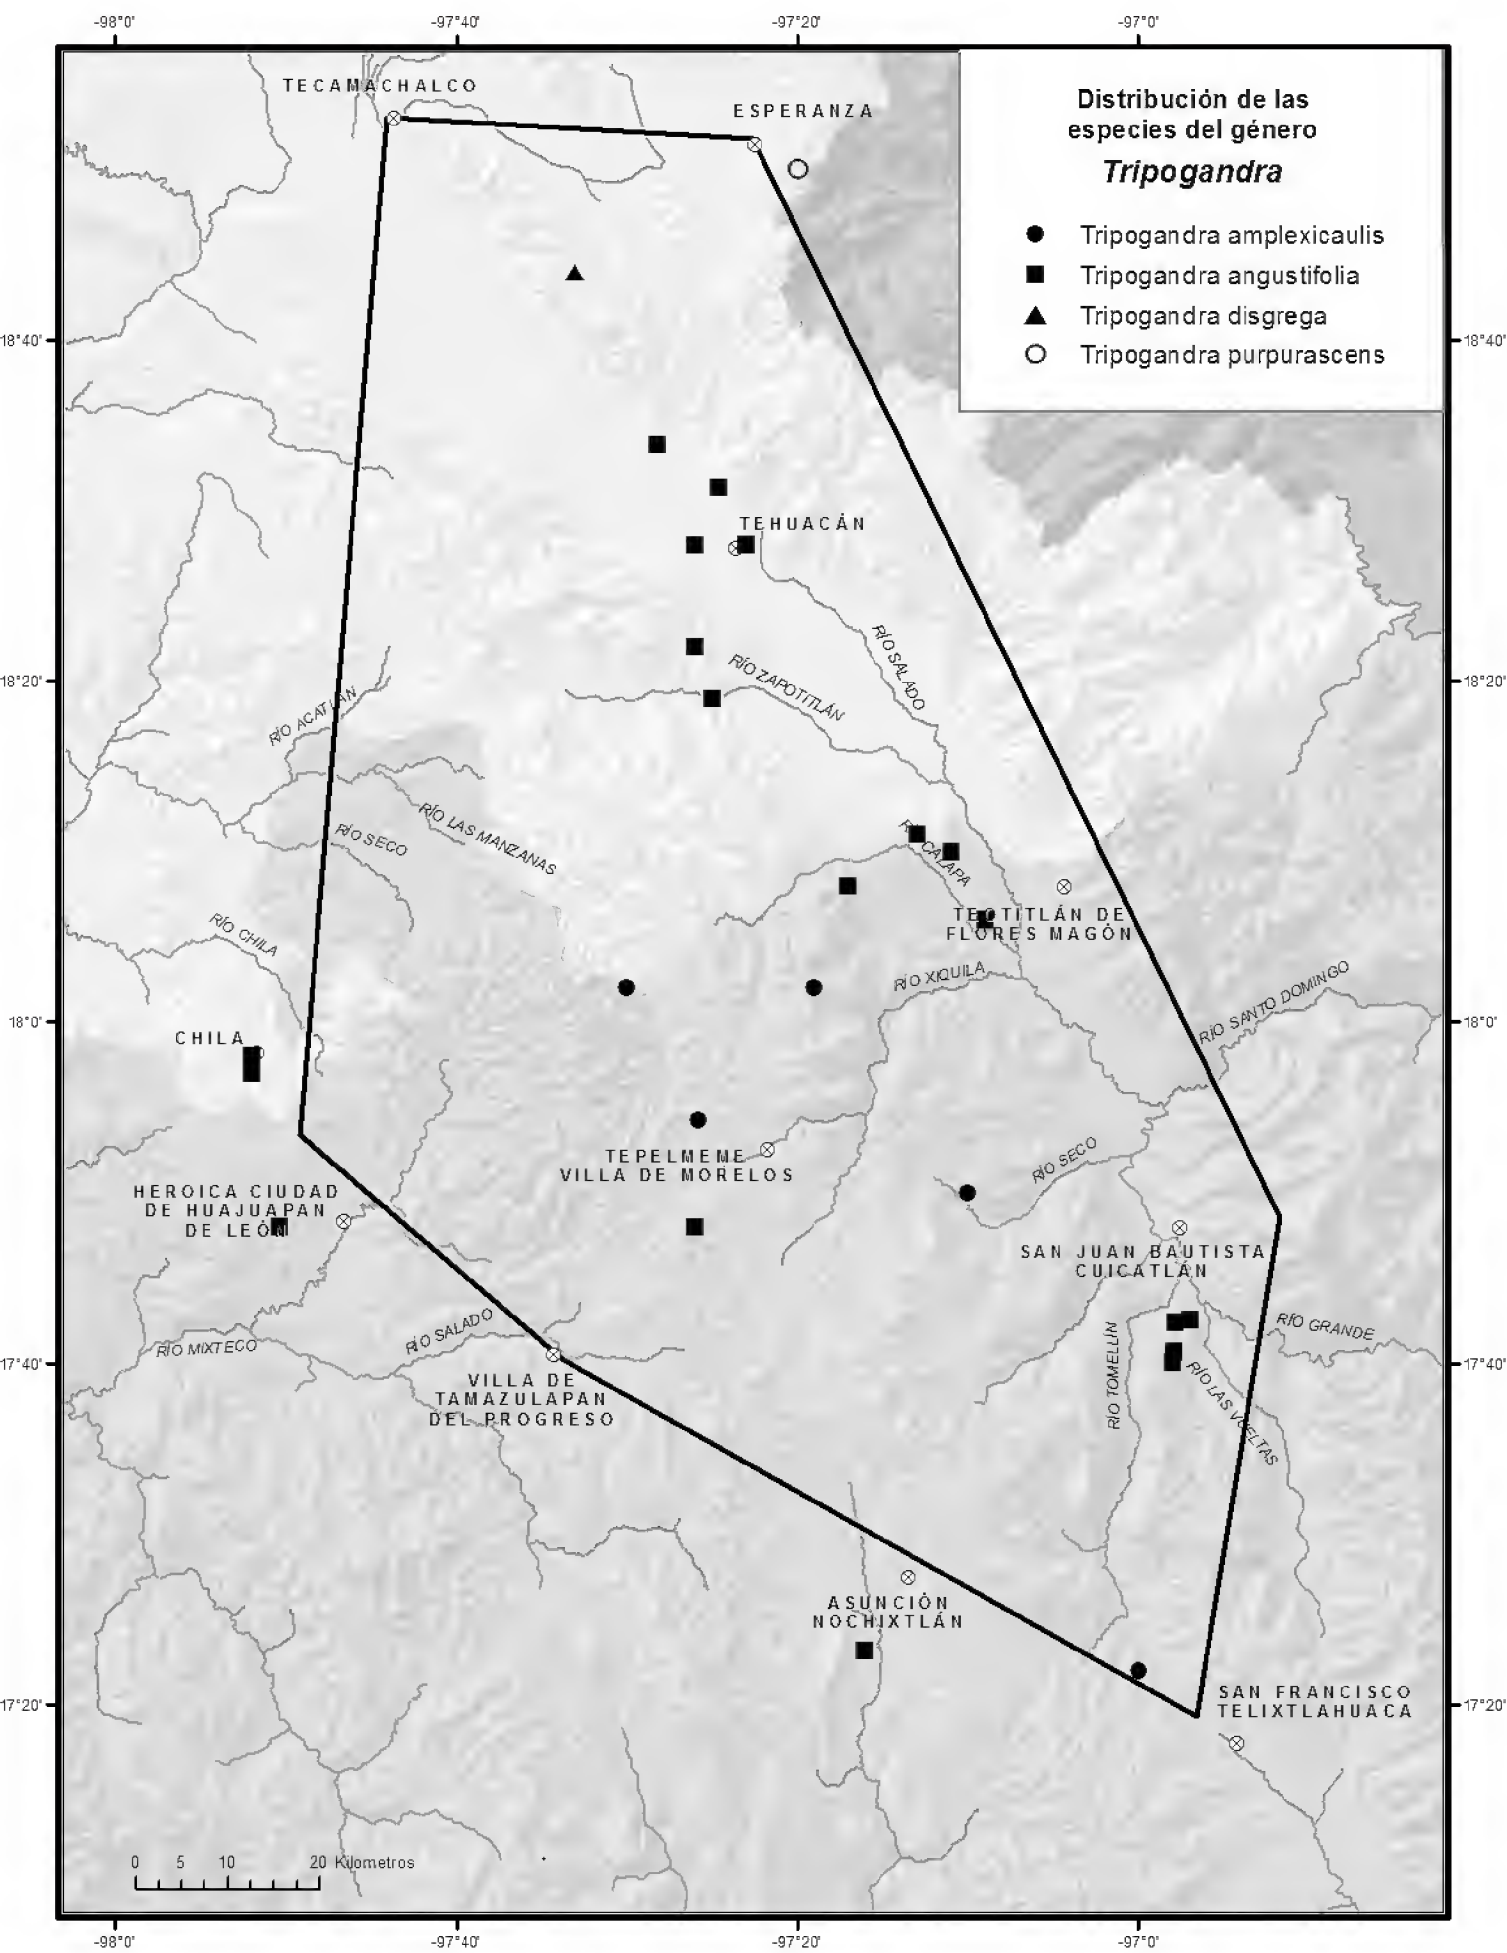 -98°0'
-97°40'
-97°20'
-97°0'
TECAMACHALCO
ESPERANZA
Distribución de las
especies del género
Tripogandra
Tripogandra amplexicaulis
Tripogandra angustifolia
Tripogandra disgrega
Tripogandra purpurascens
18°40'
18°40'
TEHUACÁN
RÍO SALADO
RÍO ZAPOTITLÁN
18°20'
18°20'
RÍO ACATLÁN
RÍO LAS MANZANAS
RÍO SECO
RÍO CALAPA
RÍO CHILA
TEOTITLÁN DE
FLORES MAGÓN
RÍO XIQUILA
RÍO SANTO DOMINGO
18°0'
18°0'
CHILA
TEPELMEME
VILLA DE MORELOS
RÍO SECO
HEROICA CIUDAD
DE HUAJUAPAN
DE LEÓN
SAN JUAN BAUTISTA
CUICATLÁN
RÍO SALADO
RÍO MIXTECO
RÍO TOMELLÍN
RÍO GRANDE
RÍO LAS VUELTAS
17°40'
17°40'
VILLA DE
TAMAZULAPAN
DEL PROGRESO
ASUNCIÓN
NOCHIXTLÁN
SAN FRANCISCO
TELIXTLAHUACA
17°20'
17°20'
0 5 10 20 Kilometros
-98°0'
-97°40'
-97°20'
-97°0'